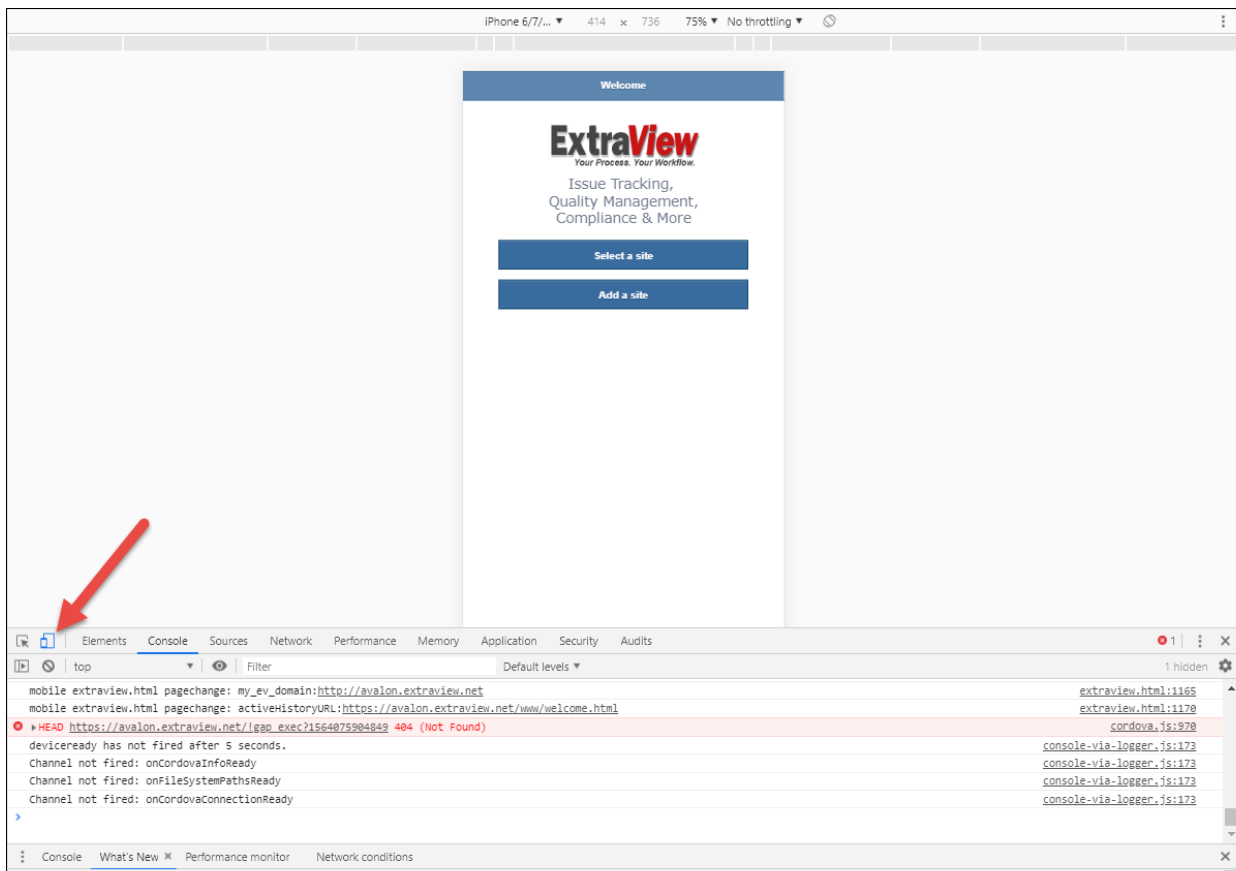 iPhone 6/7/... ▼ 414 × 736 75% ▼ No throttling ▼
Welcome
ExtraView
Your Process. Your Workflow.
Issue Tracking,
Quality Management,
Compliance & More
Select a site
Add a site
Elements Console Sources Network Performance Memory Application Security Audits 1
top ▼ Filter Default levels ▼ 1 hidden
mobile extraview.html pagechange: my_ev_domain:http://avalon.extraview.net extraview.html:1165
mobile extraview.html pagechange: activeHistoryURL:https://avalon.extraview.net/www/welcome.html extraview.html:1170
▶HEAD https://avalon.extraview.net/!gap_exec?1564075904849 404 (Not Found) cordova.js:970
deviceready has not fired after 5 seconds. console-via-logger.js:173
Channel not fired: onCordovaInfoReady console-via-logger.js:173
Channel not fired: onFileSystemPathsReady console-via-logger.js:173
Channel not fired: onCordovaConnectionReady console-via-logger.js:173
>
Console What's New × Performance monitor Network conditions